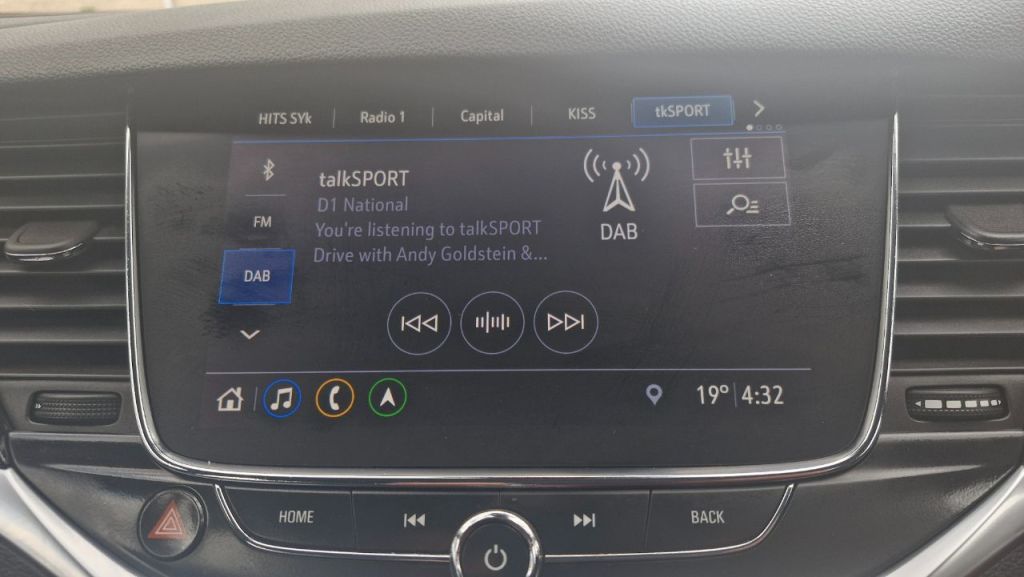 HITS SYk Radio 1 Capital KISS tkSPORT
talkSPORT
D1 National
You're listening to talkSPORT
Drive with Andy Goldstein &...
DAB
FM
DAB
19° 4:32
HOME
BACK